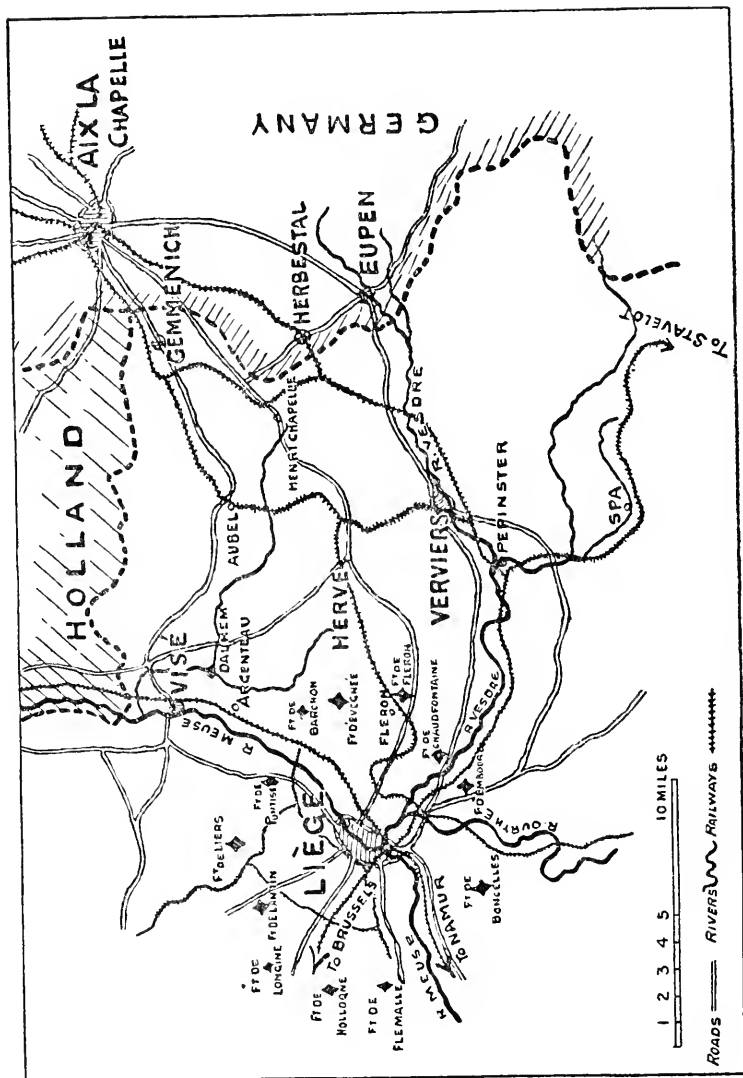 AIX LA
CHAPELLE
GERMANY
HOLLAND
GEMMENICH
HERBESTAL
EUPEN
HENRI CHAPELLE
AUBEL
R. VESDRE
TO STAVELOT
VISÉ
DALHEM
ARGENTEAU
HERVE
VERVIERS
PEPINSTER
SPA
R MEUSE
FT DE
BARCHON
FT D'EVEGNÉE
FLERON
FT DE
FLERON
FT DE
CHAUDFONTAINE
R VESDRE
FT DE
PONTISSE
FT DE LIERS
LIÈGE
FT D'EMBOURG
R. OURTHE
FT DE LANTIN
FT DE
LONCINE
TO BRUSSELS
FT DE
HOLLOGNE
FT DE
FLEMALLE
R MEUSE
TO NAMUR
FT DE
BONCELLES
1 2 3 4 5 10 MILES
ROADS RIVERS RAILWAYS